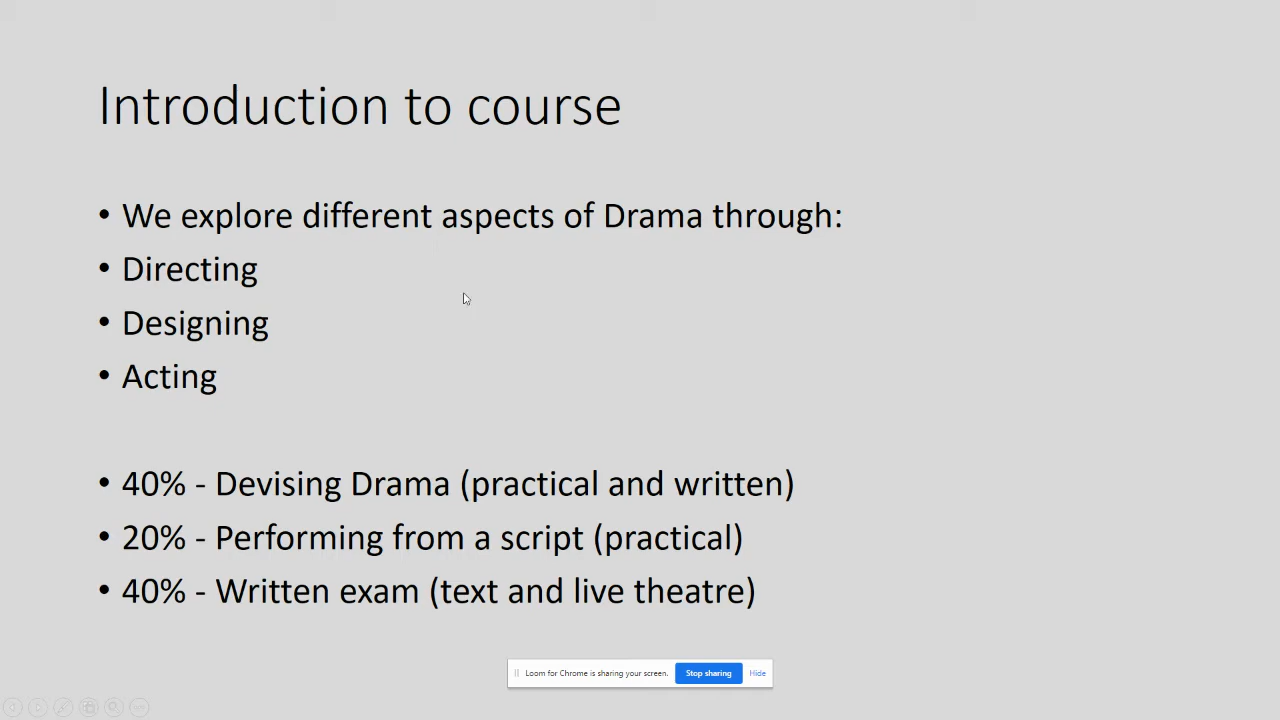 Introduction to course
• We explore different aspects of Drama through:
• Directing
• Designing
• Acting
• 40% - Devising Drama (practical and written)
• 20% - Performing from a script (practical)
• 40% - Written exam (text and live theatre)
Loom for Chrome is sharing your screen. Stop sharing Hide